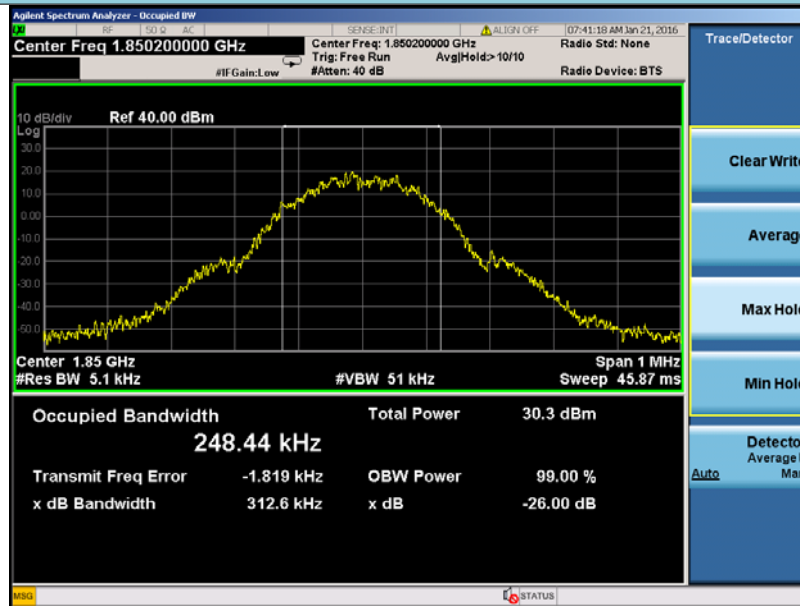 Agilent Spectrum Analyzer - Occupied BW
RF 50 Ω AC SENSE:INT ALIGN OFF 07:41:18 AM Jan 21, 2016
Center Freq 1.850200000 GHz Center Freq: 1.850200000 GHz Radio Std: None
Trig: Free Run Avg|Hold:>10/10
#IFGain:Low #Atten: 40 dB Radio Device: BTS
Trace/Detector
10 dB/div Ref 40.00 dBm
Log
30.0
20.0
10.0
0.00
-10.0
-20.0
-30.0
-40.0
-50.0
Center 1.85 GHz Span 1 MHz
#Res BW 5.1 kHz #VBW 51 kHz Sweep 45.87 ms
Occupied Bandwidth Total Power 30.3 dBm
248.44 kHz
Transmit Freq Error -1.819 kHz OBW Power 99.00 %
x dB Bandwidth 312.6 kHz x dB -26.00 dB
Clear Write
Average
Max Hold
Min Hold
Detector
Average
Auto Man
MSG STATUS